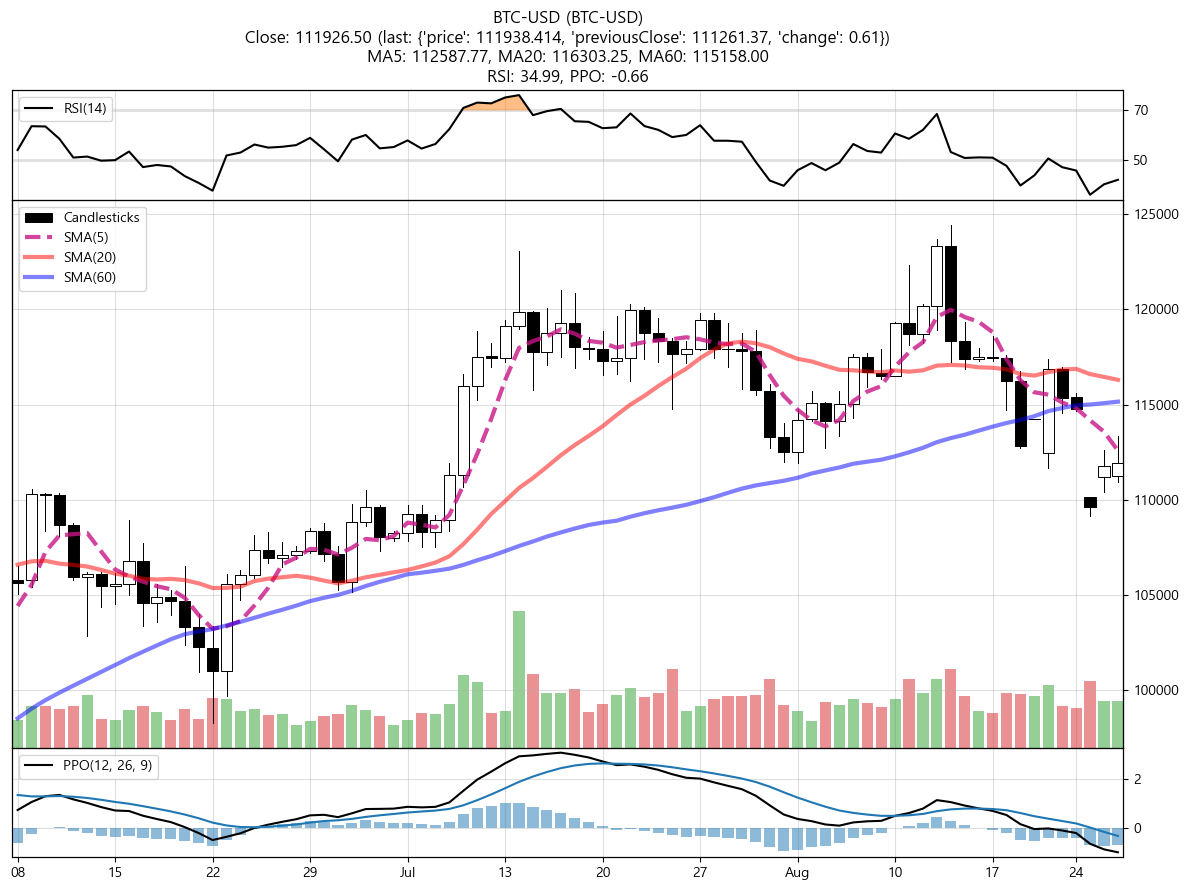 BTC-USD (BTC-USD)
Close: 111926.50 (last: {'price': 111938.414, 'previousClose': 111261.37, 'change': 0.61})
MA5: 112587.77, MA20: 116303.25, MA60: 115158.00
RSI: 34.99, PPO: -0.66
RSI(14)
70
50
Candlesticks
SMA(5)
SMA(20)
SMA(60)
125000
120000
115000
110000
105000
100000
PPO(12, 26, 9)
2
0
08 15 22 29 Jul 13 20 27 Aug 10 17 24